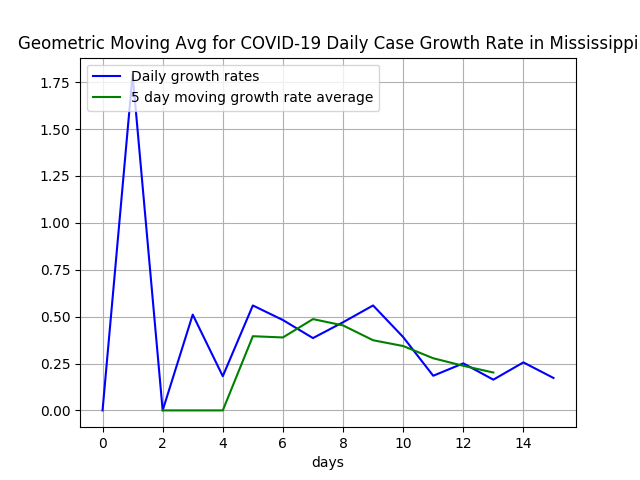 Geometric Moving Avg for COVID-19 Daily Case Growth Rate in Mississippi
Daily growth rates
5 day moving growth rate average
1.75
1.50
1.25
1.00
0.75
0.50
0.25
0.00
0 2 4 6 8 10 12 14
days